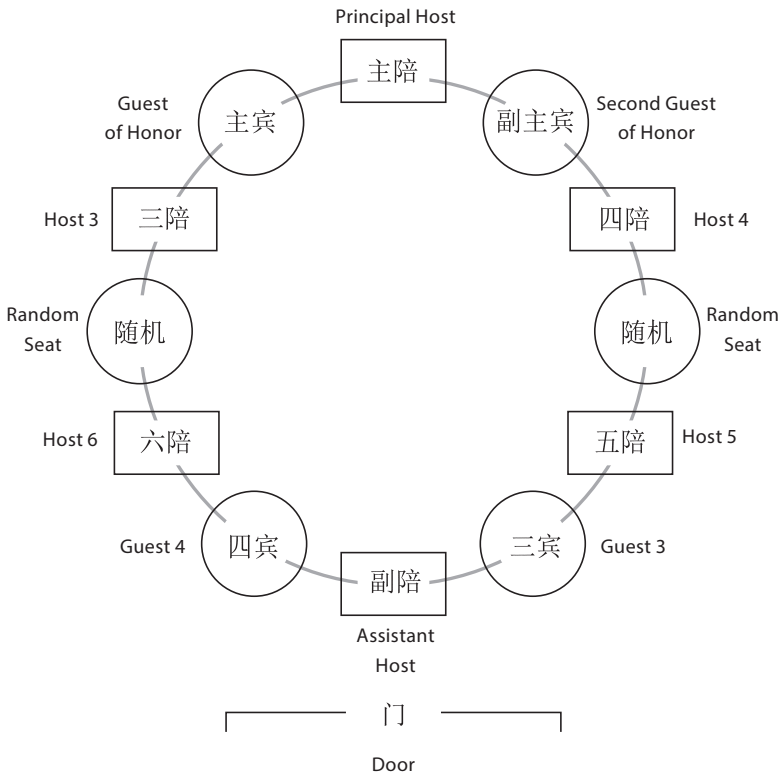 Principal Host
主陪
Guest
of Honor
主宾
副主宾
Second Guest
of Honor
Host 3
三陪
四陪
Host 4
Random
Seat
随机
随机
Random
Seat
Host 6
六陪
五陪
Host 5
Guest 4
四宾
三宾
Guest 3
副陪
Assistant
Host
门
Door